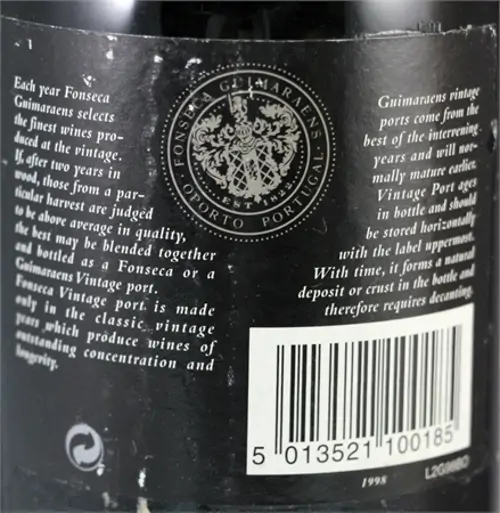 Each year Fonseca
Guimaraens selects
the finest wines pro-
duced at the vintage.
If, after two years in
wood, those from a par-
ticular harvest are judged
to be above average in quality,
the best may be blended together
and bottled as a Fonseca or a
Guimaraens Vintage port.
Fonseca Vintage port is made
only in the classic vintage
years which produce wines of
outstanding concentration and
longevity.
FONSECA GUIMARAENS
EST. 1822
OPORTO PORTUGAL
Guimaraens vintage
ports come from the
best of the intervening
years and will nor-
mally mature earlier.
Vintage Port ages
in bottle and should
be stored horizontally
with the label uppermost.
With time, it forms a natural
deposit or crust in the bottle and
therefore requires decanting.
5 013521 100185
1998